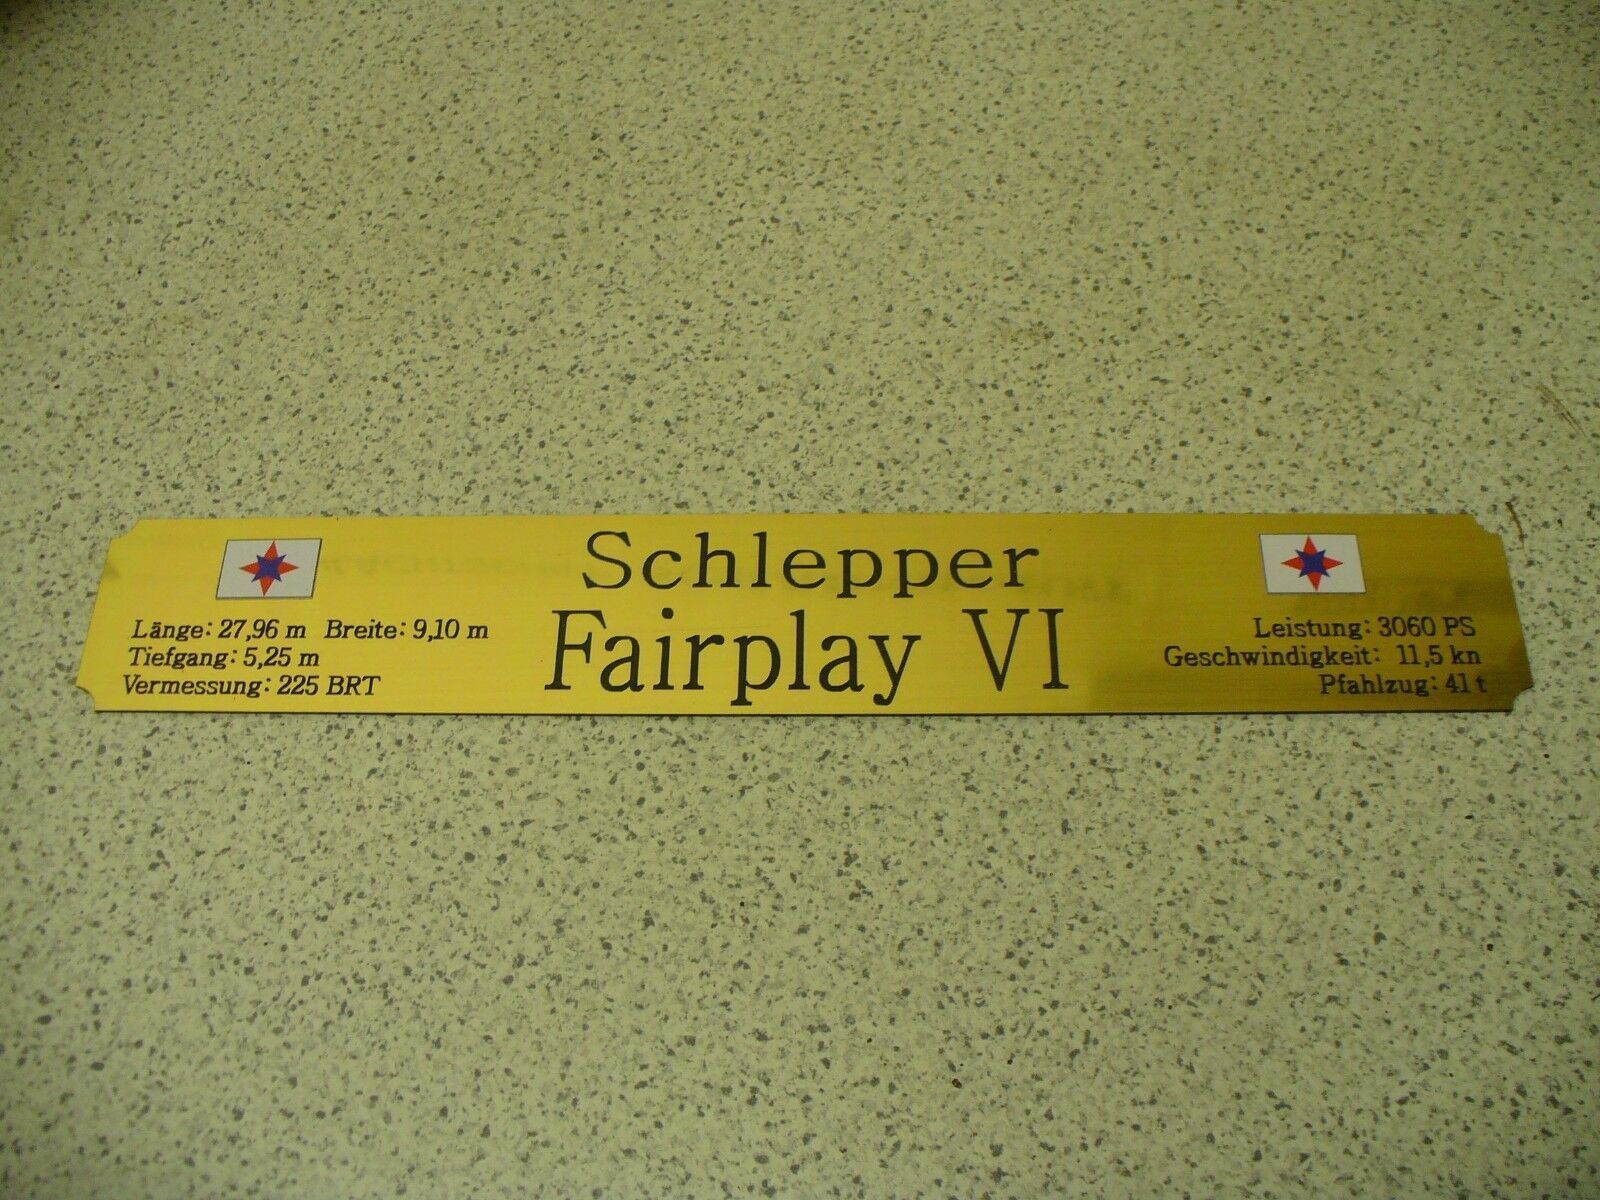 Schlepper
Fairplay VI
Länge: 27,96 m Breite: 9,10 m
Tiefgang: 5,25 m
Vermessung: 225 BRT
Leistung: 3060 PS
Geschwindigkeit: 11,5 kn
Pfahlzug: 41 t